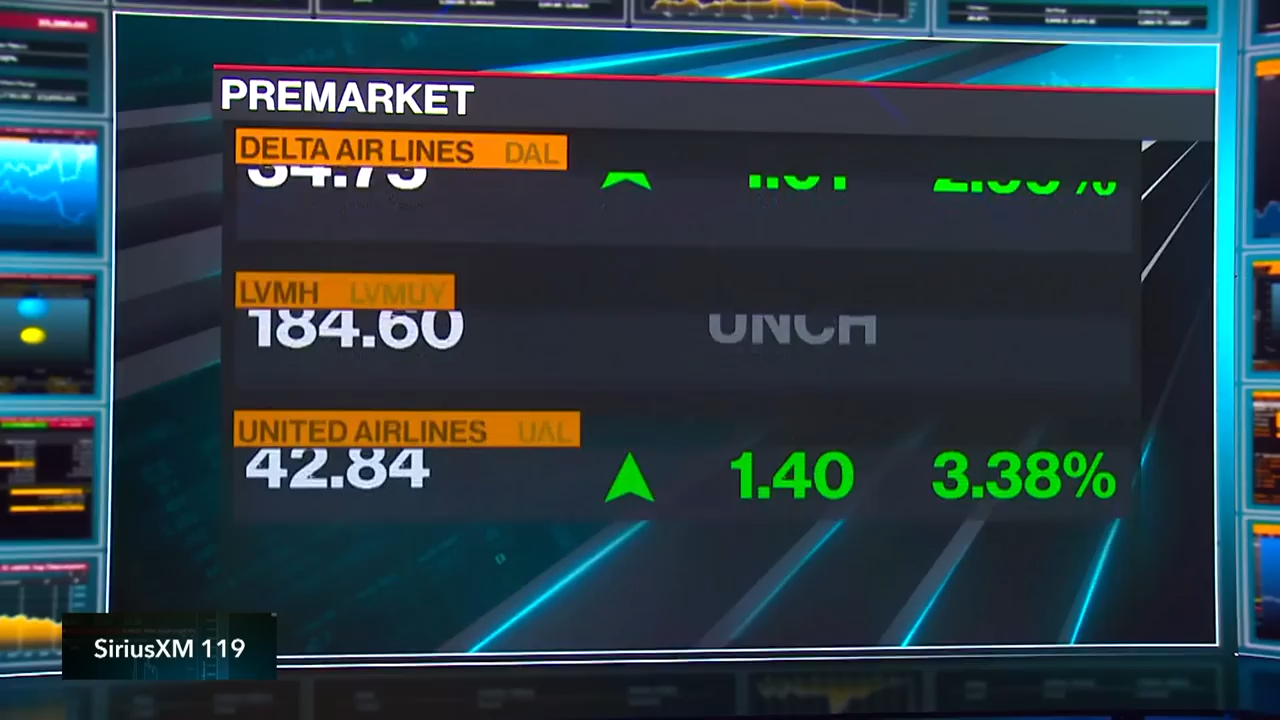 PREMARKET
DELTA AIR LINES DAL
LVMH LVMUY
184.60 UNCH
UNITED AIRLINES UAL
42.84 1.40 3.38%
SiriusXM 119